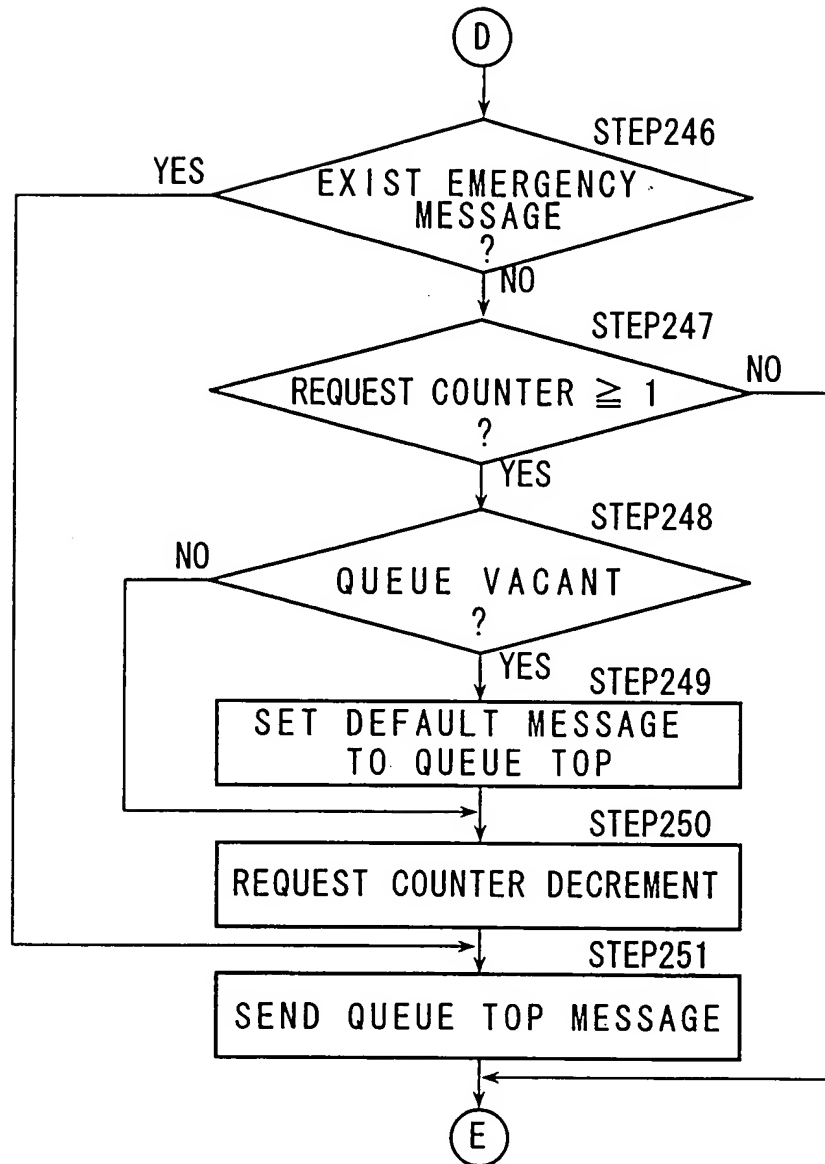 D
STEP246
YES
EXIST EMERGENCY
MESSAGE
?
NO
STEP247
NO
REQUEST COUNTER ≧ 1
?
YES
STEP248
NO
QUEUE VACANT
?
YES
STEP249
SET DEFAULT MESSAGE
TO QUEUE TOP
STEP250
REQUEST COUNTER DECREMENT
STEP251
SEND QUEUE TOP MESSAGE
E